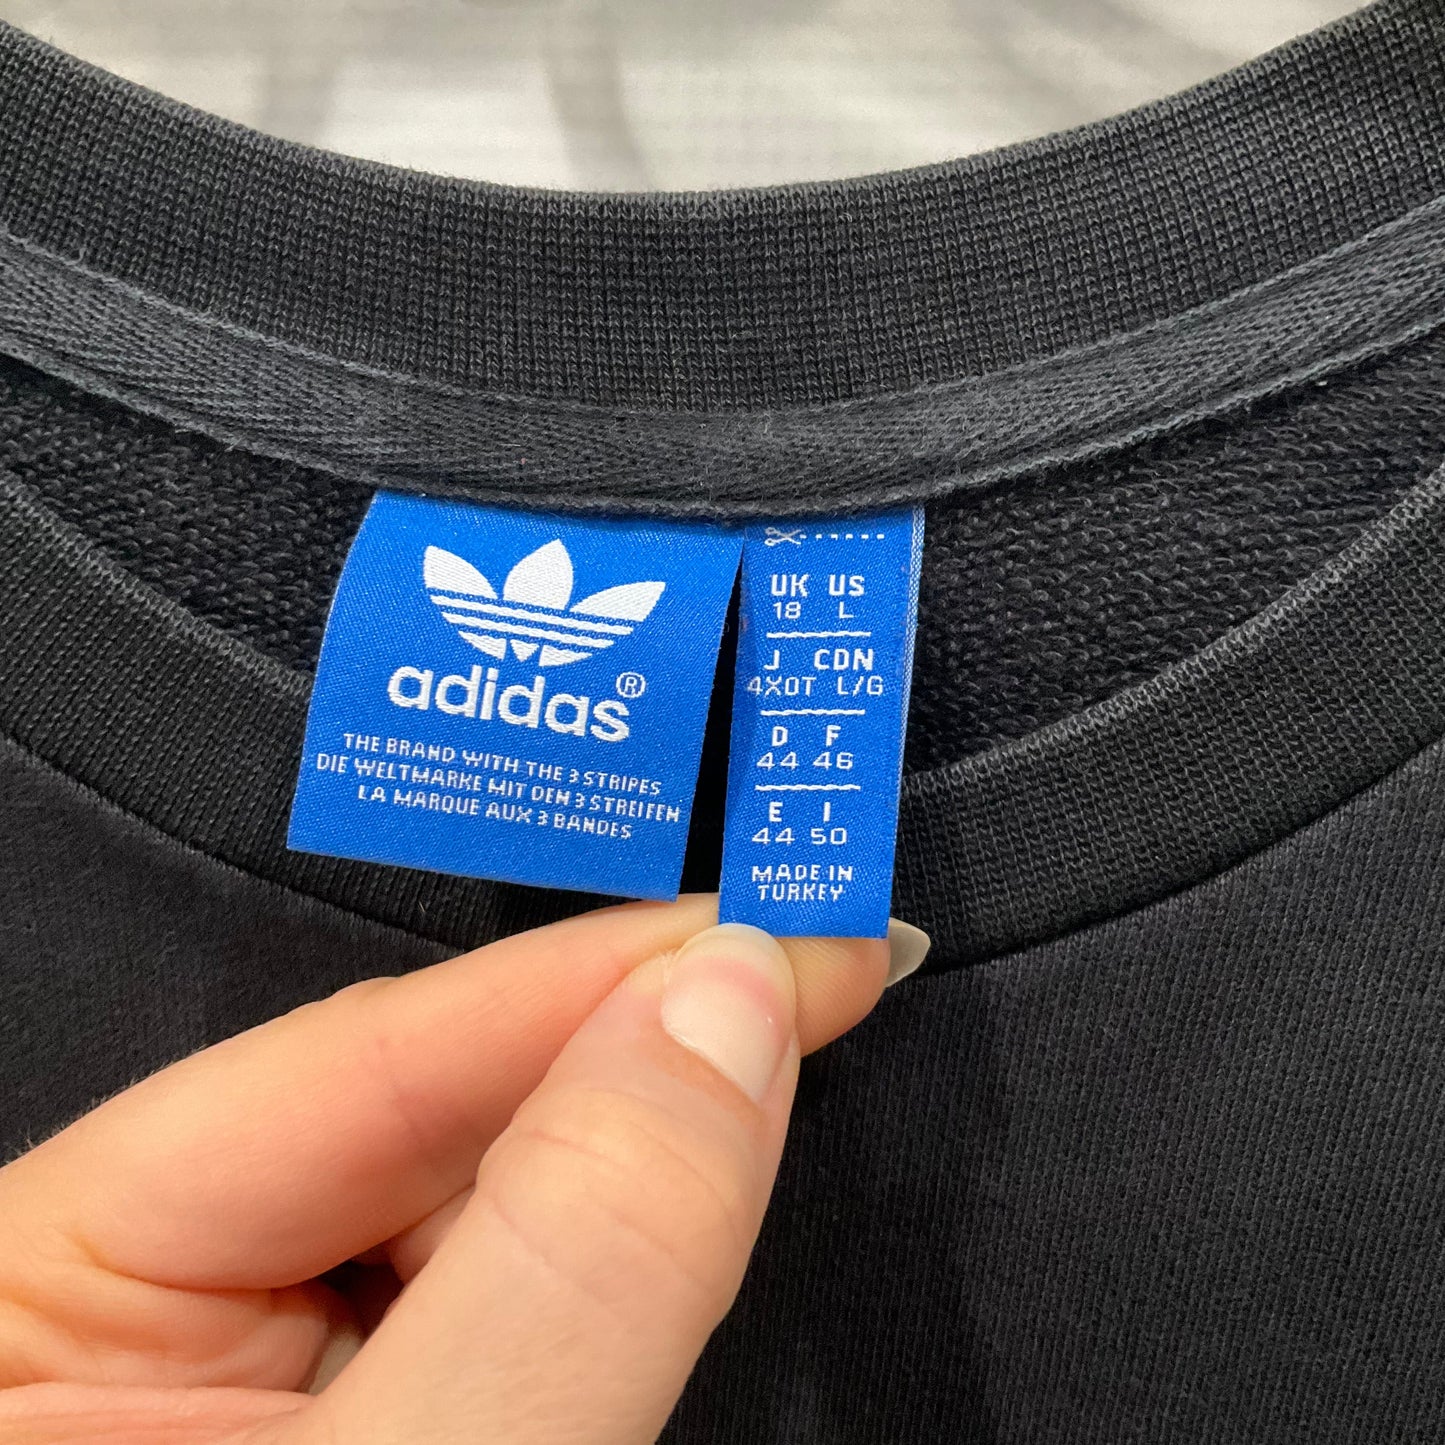 adidas®
THE BRAND WITH THE 3 STRIPES
DIE WELTMARKE MIT DEN 3 STREIFEN
LA MARQUE AUX 3 BANDES
UK US
18 L
J CDN
4XOT L/G
D F
44 46
E I
44 50
MADE IN
TURKEY